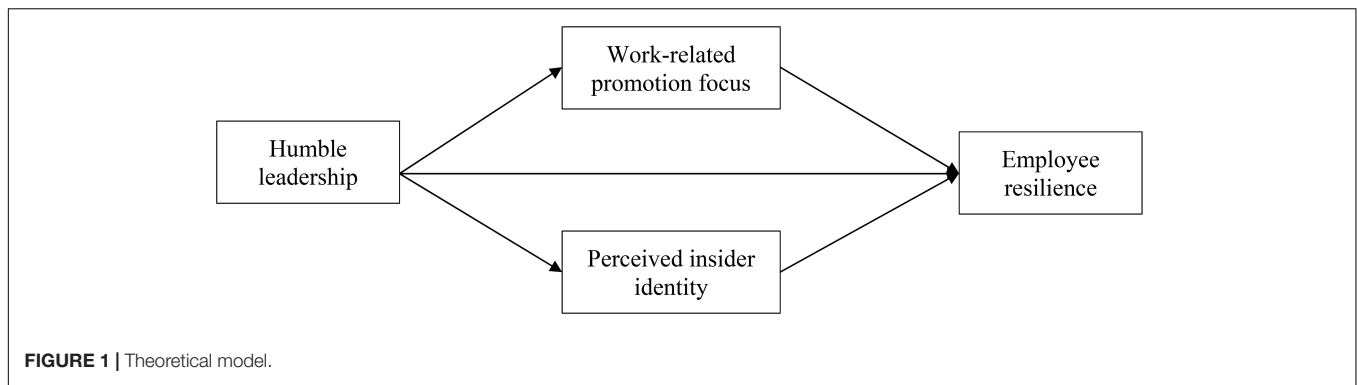 Work-related
promotion focus
Humble
leadership
Employee
resilience
Perceived insider
identity
FIGURE 1 | Theoretical model.